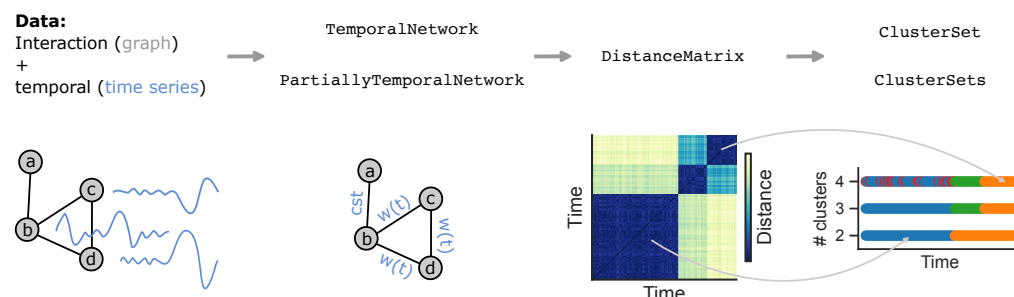 Data:
Interaction (graph)
+
temporal (time series)
TemporalNetwork
PartiallyTemporalNetwork
DistanceMatrix
ClusterSet
ClusterSets
a
b
c
d
a
b
c
d
cst
w(t)
w(t)
w(t)
Time
Time
Distance
# clusters
4
3
2
Time